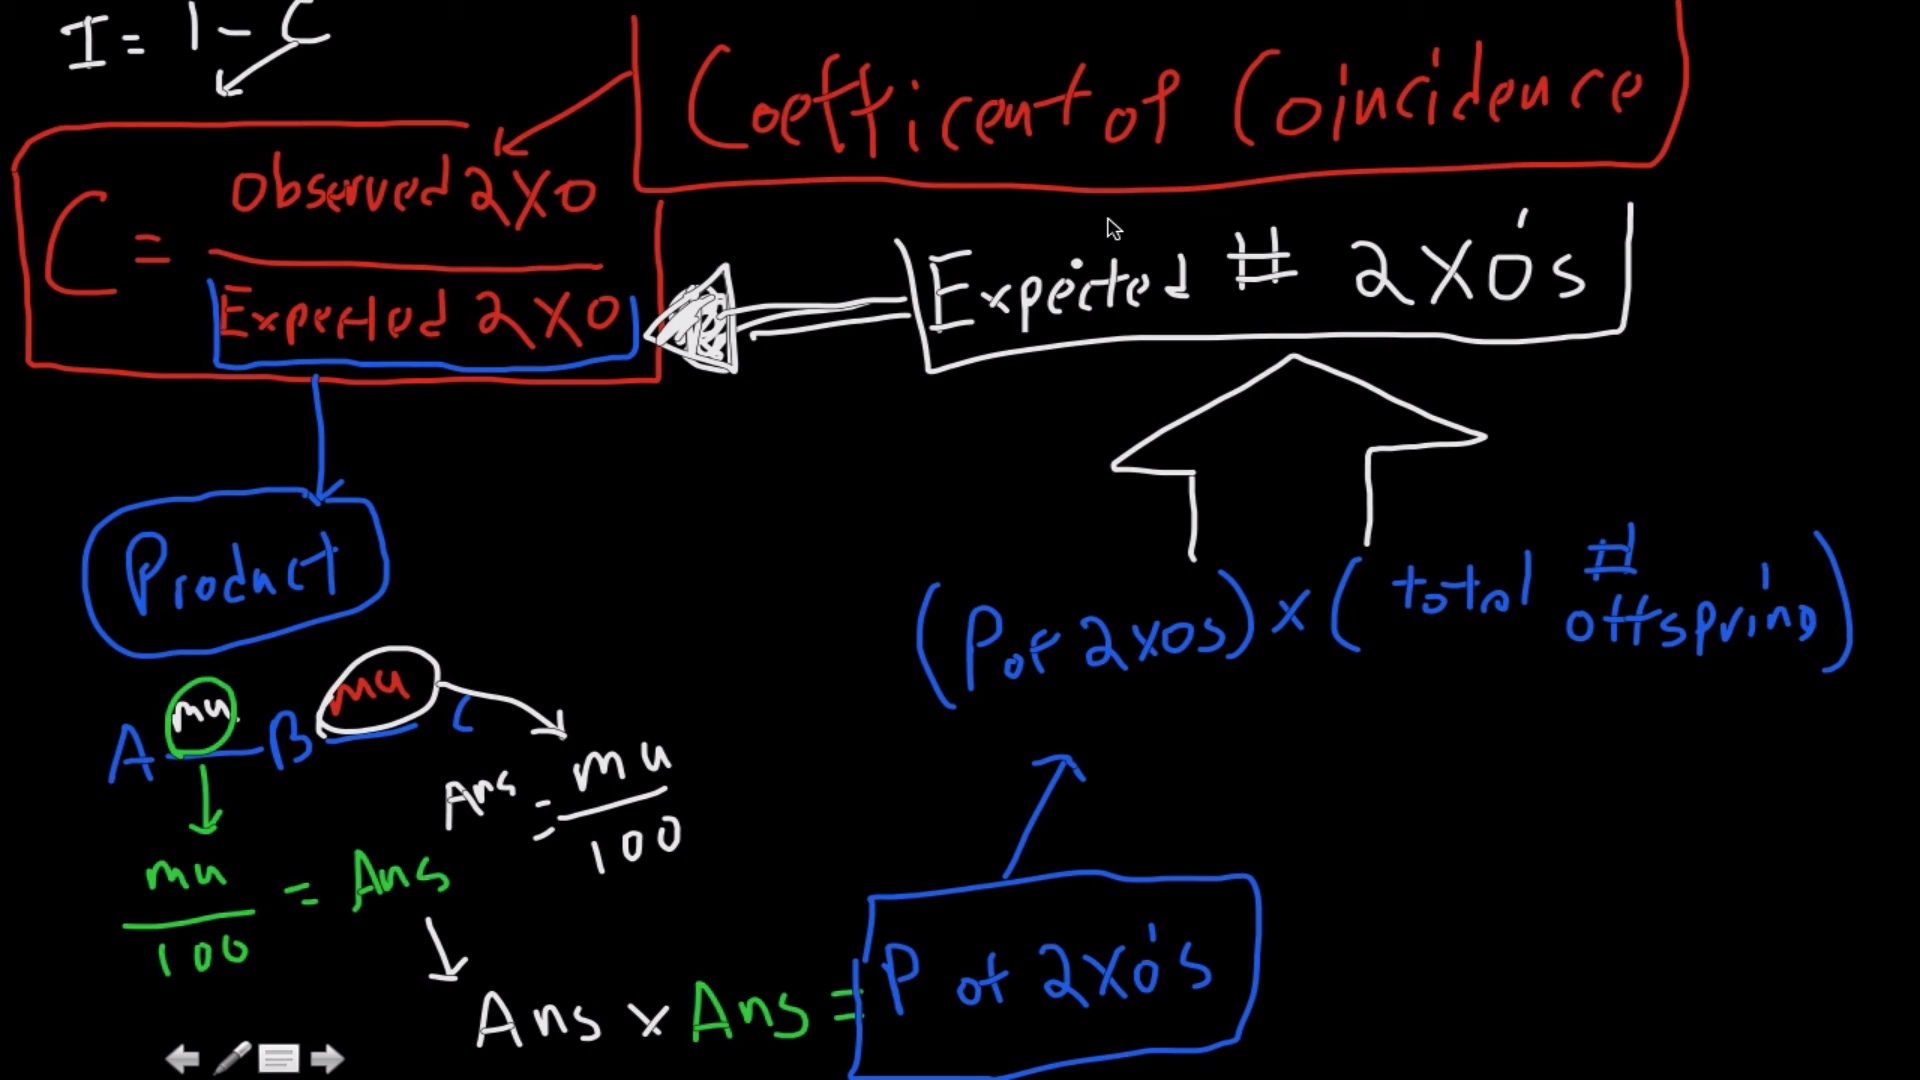 I = 1 - C
Coefficent of Coincidence
C = Observed 2XO
Expected 2XO
Expected # 2XO's
Product
(P of 2XOs) x (total # offspring)
A mu B mu C
Ans = mu
100
mu = Ans
100
Ans x Ans = P of 2XO's